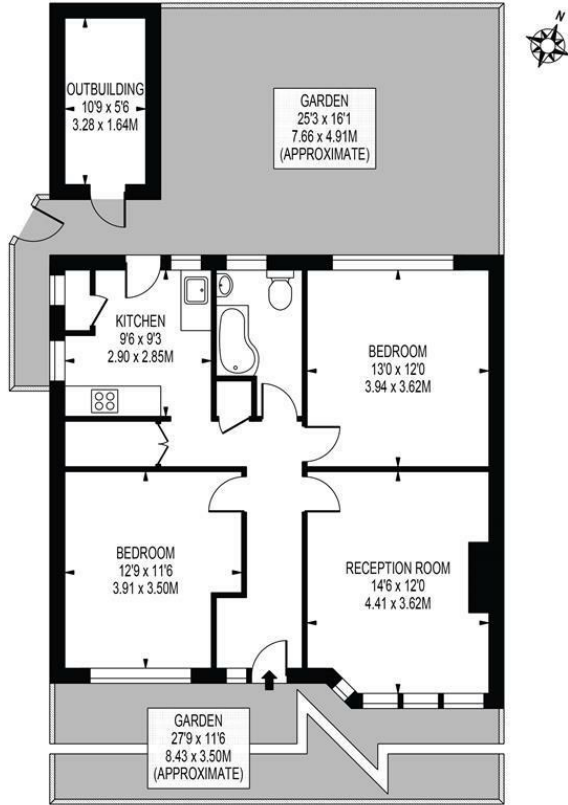 N
OUTBUILDING
10'9 x 5'6
3.28 x 1.64M
GARDEN
25'3 x 16'1
7.66 x 4.91M
(APPROXIMATE)
KITCHEN
9'6 x 9'3
2.90 x 2.85M
BEDROOM
13'0 x 12'0
3.94 x 3.62M
BEDROOM
12'9 x 11'6
3.91 x 3.50M
RECEPTION ROOM
14'6 x 12'0
4.41 x 3.62M
GARDEN
27'9 x 11'6
8.43 x 3.50M
(APPROXIMATE)